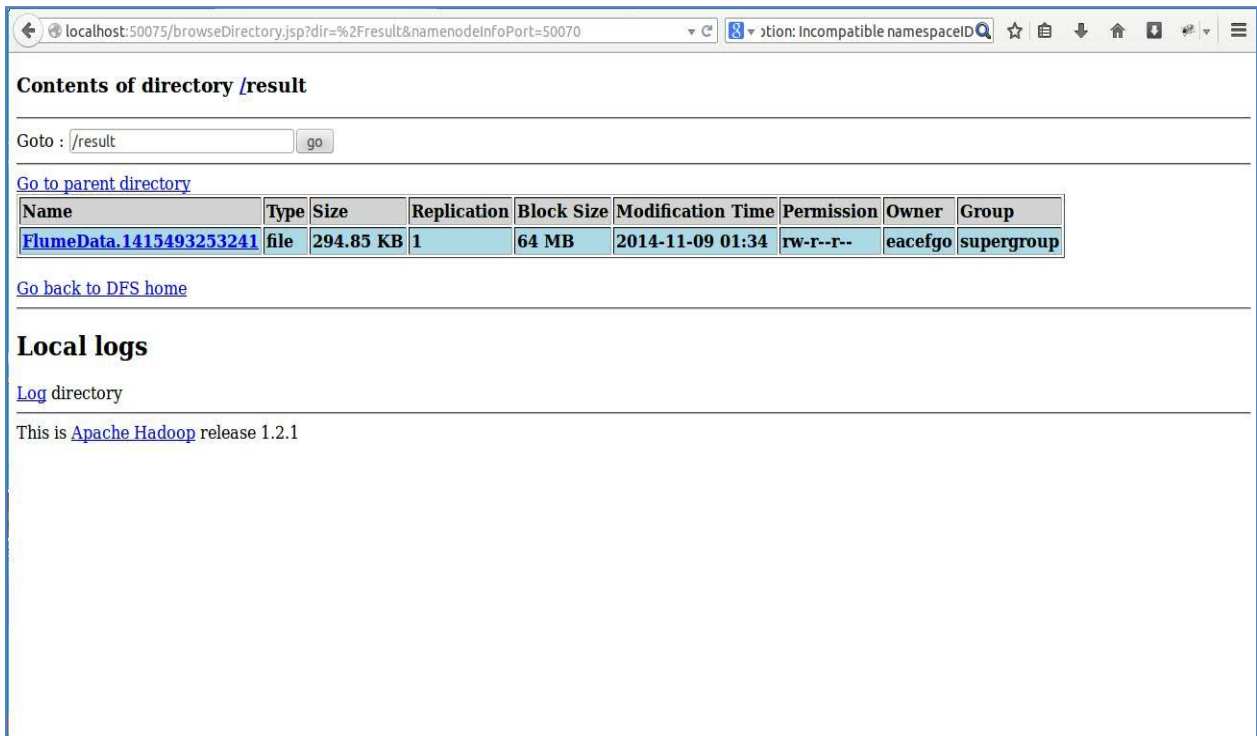 localhost:50075/browseDirectory.jsp?dir=%2Fresult&namenodeInfoPort=50070 8 otion: Incompatible namespaceID
Contents of directory /result
Goto : /result go
Go to parent directory
Name Type Size Replication Block Size Modification Time Permission Owner Group
FlumeData.1415493253241 file 294.85 KB 1 64 MB 2014-11-09 01:34 rw-r--r-- eacefgo supergroup
Go back to DFS home
Local logs
Log directory
This is Apache Hadoop release 1.2.1